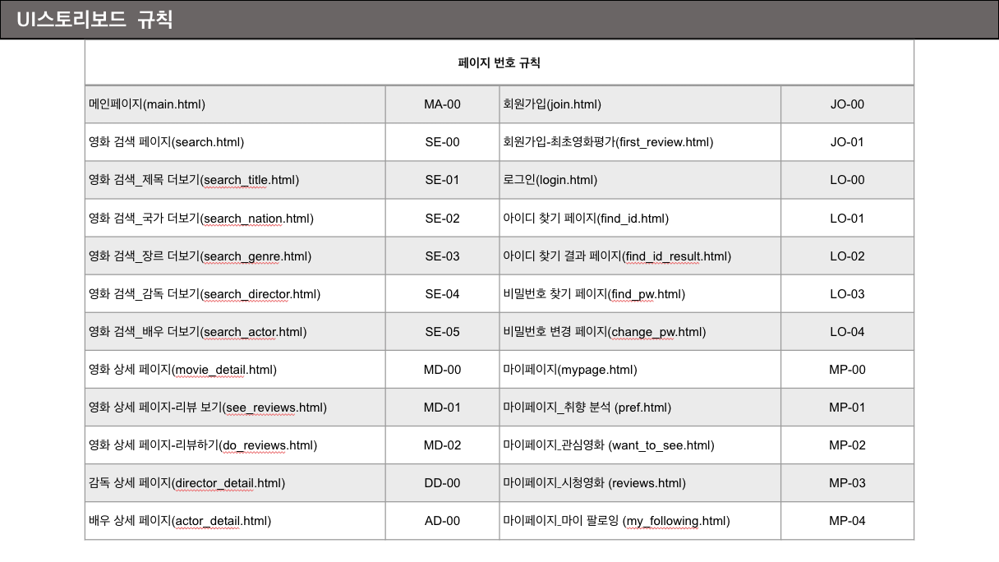 UI스토리보드 규칙
페이지 번호 규칙
메인페이지(main.html) MA-00 회원가입(join.html) JO-00
영화 검색 페이지(search.html) SE-00 회원가입-최초영화평가(first_review.html) JO-01
영화 검색_제목 더보기(search_title.html) SE-01 로그인(login.html) LO-00
영화 검색_국가 더보기(search_nation.html) SE-02 아이디 찾기 페이지(find_id.html) LO-01
영화 검색_장르 더보기(search_genre.html) SE-03 아이디 찾기 결과 페이지(find_id_result.html) LO-02
영화 검색_감독 더보기(search_director.html) SE-04 비밀번호 찾기 페이지(find_pw.html) LO-03
영화 검색_배우 더보기(search_actor.html) SE-05 비밀번호 변경 페이지(change_pw.html) LO-04
영화 상세 페이지(movie_detail.html) MD-00 마이페이지(mypage.html) MP-00
영화 상세 페이지-리뷰 보기(see_reviews.html) MD-01 마이페이지_취향 분석 (pref.html) MP-01
영화 상세 페이지-리뷰하기(do_reviews.html) MD-02 마이페이지_관심영화 (want_to_see.html) MP-02
감독 상세 페이지(director_detail.html) DD-00 마이페이지_시청영화 (reviews.html) MP-03
배우 상세 페이지(actor_detail.html) AD-00 마이페이지_마이 팔로잉 (my_following.html) MP-04